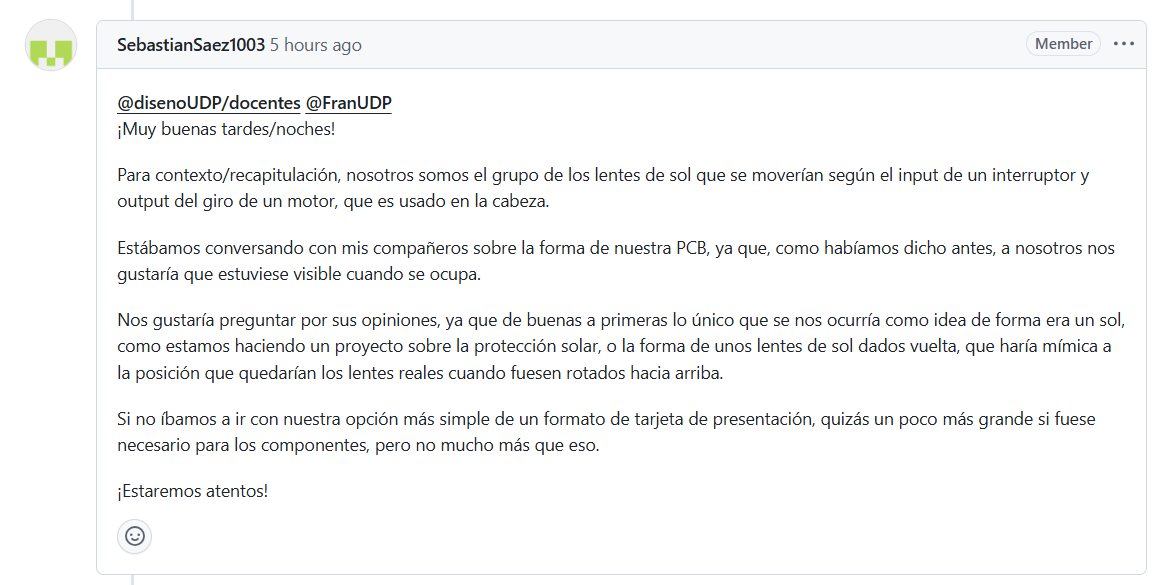 SebastianSaez1003 5 hours ago
Member
@disenoUDP/docentes @FranUDP
¡Muy buenas tardes/noches!
Para contexto/recapitulación, nosotros somos el grupo de los lentes de sol que se moverían según el input de un interruptor y
output del giro de un motor, que es usado en la cabeza.
Estábamos conversando con mis compañeros sobre la forma de nuestra PCB, ya que, como habíamos dicho antes, a nosotros nos
gustaría que estuviese visible cuando se ocupa.
Nos gustaría preguntar por sus opiniones, ya que de buenas a primeras lo único que se nos ocurría como idea de forma era un sol,
como estamos haciendo un proyecto sobre la protección solar, o la forma de unos lentes de sol dados vuelta, que haría mímica a
la posición que quedarían los lentes reales cuando fuesen rotados hacia arriba.
Si no íbamos a ir con nuestra opción más simple de un formato de tarjeta de presentación, quizás un poco más grande si fuese
necesario para los componentes, pero no mucho más que eso.
¡Estaremos atentos!